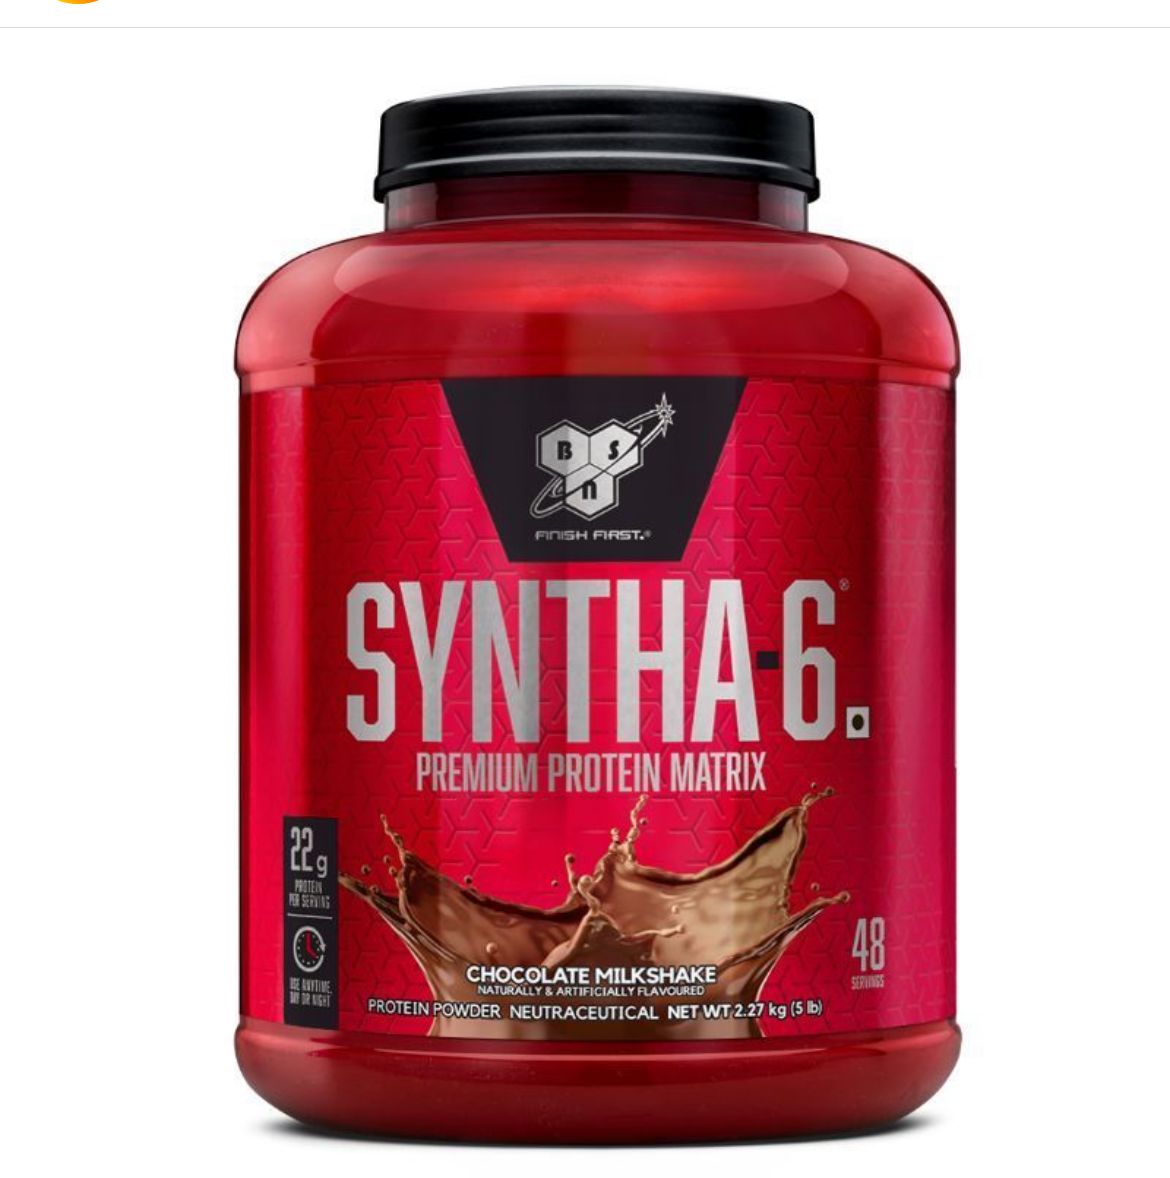 B S
n
FINISH FIRST.®
SYNTHA-6®
PREMIUM PROTEIN MATRIX
22g
PROTEIN
PER SERVING
USE ANYTIME,
DAY OR NIGHT
48
SERVINGS
CHOCOLATE MILKSHAKE
NATURALLY & ARTIFICIALLY FLAVOURED
PROTEIN POWDER NEUTRACEUTICAL NET WT 2.27 kg (5 lb)